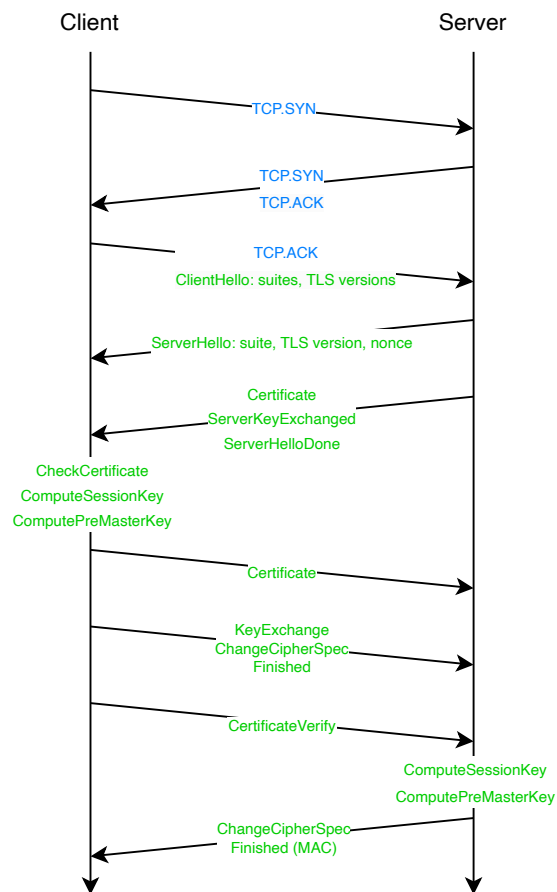 Client
Server
TCP.SYN
TCP.SYN
TCP.ACK
TCP.ACK
ClientHello: suites, TLS versions
ServerHello: suite, TLS version, nonce
Certificate
ServerKeyExchanged
ServerHelloDone
CheckCertificate
ComputeSessionKey
ComputePreMasterKey
Certificate
KeyExchange
ChangeCipherSpec
Finished
CertificateVerify
ComputeSessionKey
ComputePreMasterKey
ChangeCipherSpec
Finished (MAC)